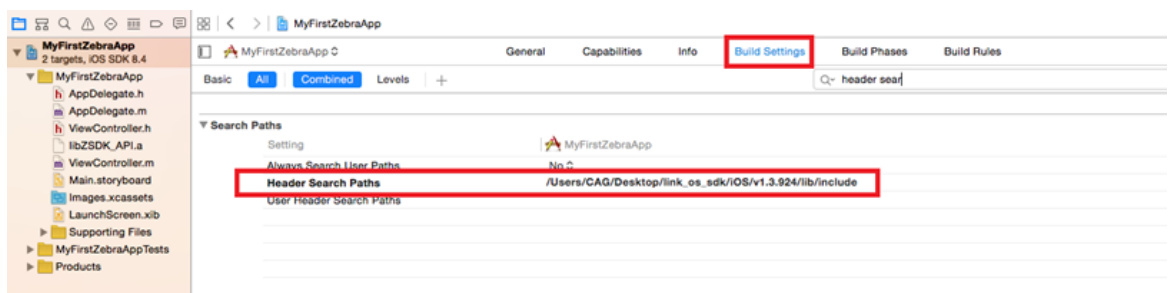 MyFirstZebraApp
MyFirstZebraApp
2 targets, iOS SDK 8.4
MyFirstZebraApp
AppDelegate.h
AppDelegate.m
ViewController.h
libZSDK_API.a
ViewController.m
Main.storyboard
Images.xcassets
LaunchScreen.xib
Supporting Files
MyFirstZebraAppTests
Products
MyFirstZebraApp
General Capabilities Info Build Settings Build Phases Build Rules
Basic All Combined Levels +
header sear
Search Paths
Setting MyFirstZebraApp
Always Search User Paths No
Header Search Paths /Users/CAG/Desktop/link_os_sdk/iOS/v1.3.924/lib/include
User Header Search Paths